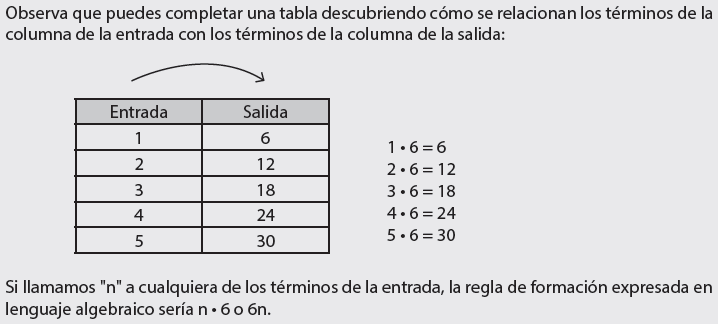 Observa que puedes completar una tabla descubriendo cómo se relacionan los términos de la
columna de la entrada con los términos de la columna de la salida:
Entrada Salida
1 6
2 12
3 18
4 24
5 30
1 • 6 = 6
2 • 6 = 12
3 • 6 = 18
4 • 6 = 24
5 • 6 = 30
Si llamamos "n" a cualquiera de los términos de la entrada, la regla de formación expresada en
lenguaje algebraico sería n • 6 o 6n.